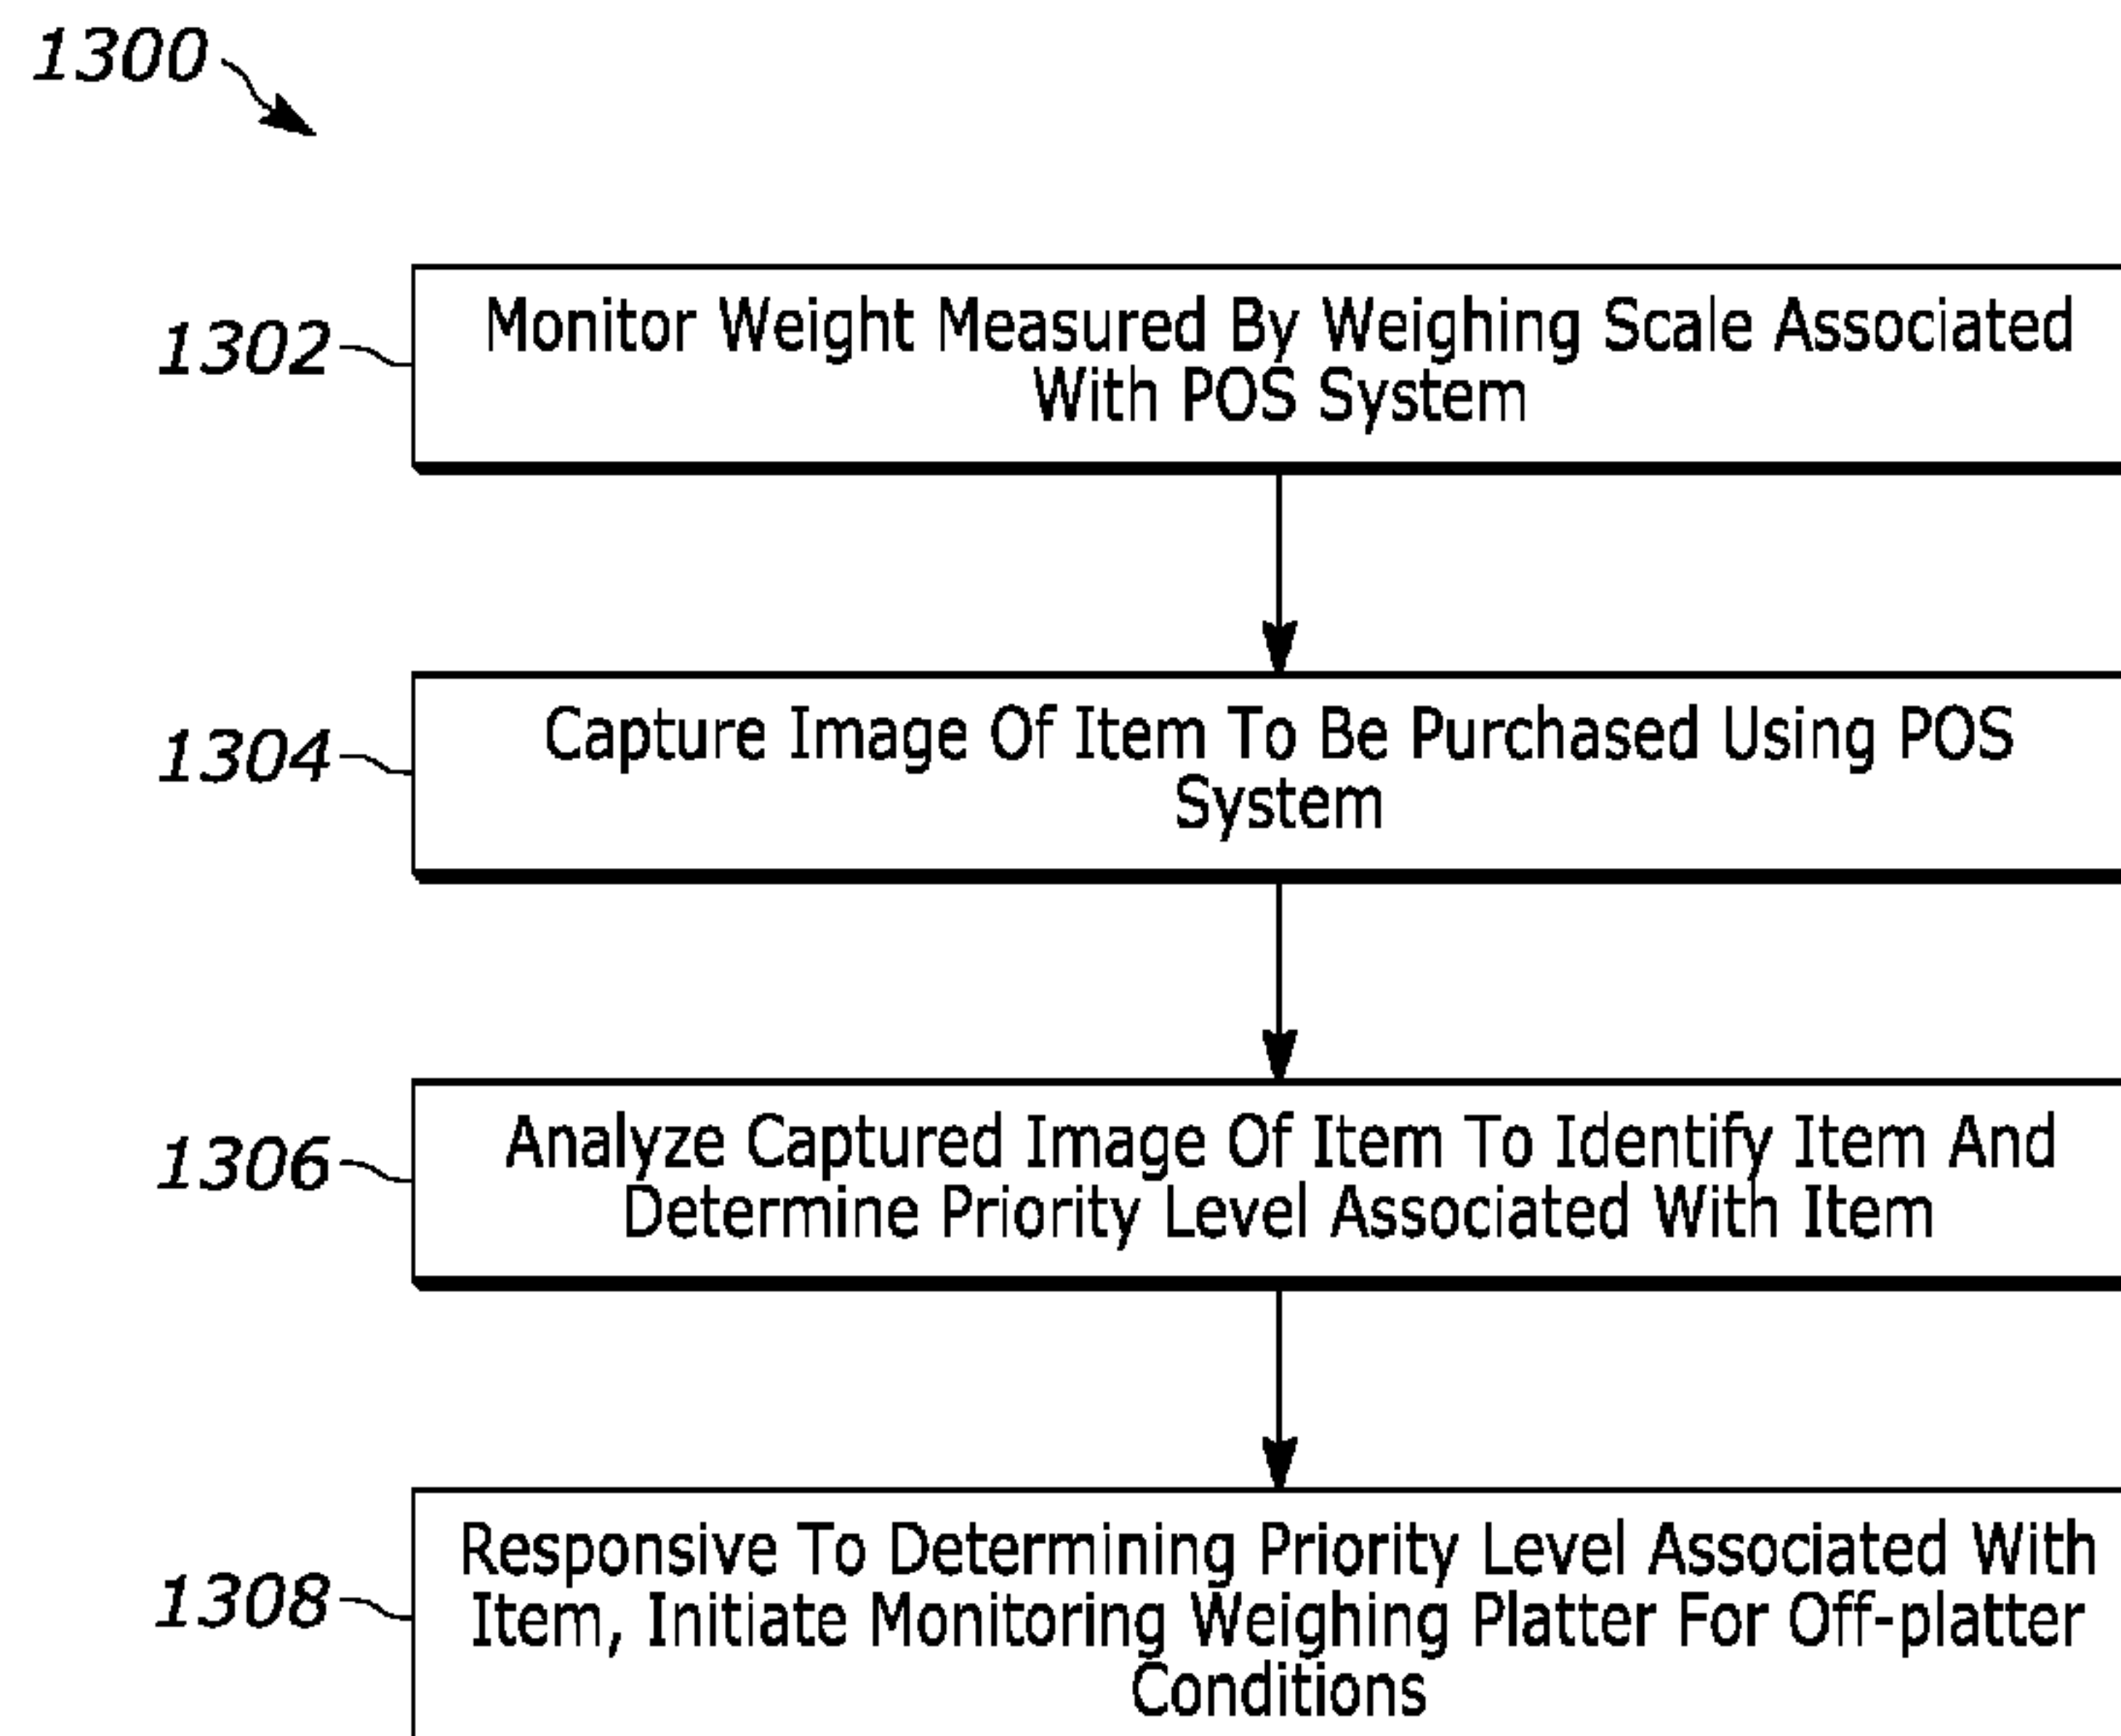 1300
1302
Monitor Weight Measured By Weighing Scale Associated
With POS System
1304
Capture Image Of Item To Be Purchased Using POS
System
1306
Analyze Captured Image Of Item To Identify Item And
Determine Priority Level Associated With Item
1308
Responsive To Determining Priority Level Associated With
Item, Initiate Monitoring Weighing Platter For Off-platter
Conditions